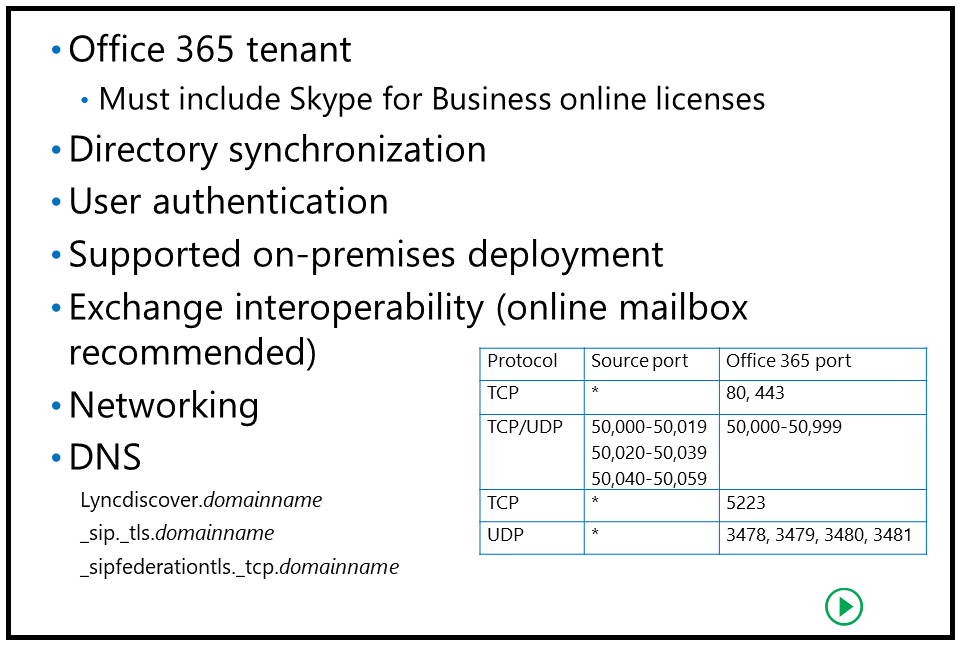 • Office 365 tenant
• Must include Skype for Business online licenses
• Directory synchronization
• User authentication
• Supported on-premises deployment
• Exchange interoperability (online mailbox
recommended)
• Networking
• DNS
Lyncdiscover.domainname
_sip._tls.domainname
_sipfederationtls._tcp.domainname
Protocol Source port Office 365 port
TCP * 80, 443
TCP/UDP 50,000-50,019 50,000-50,999
50,020-50,039
50,040-50,059
TCP * 5223
UDP * 3478, 3479, 3480, 3481